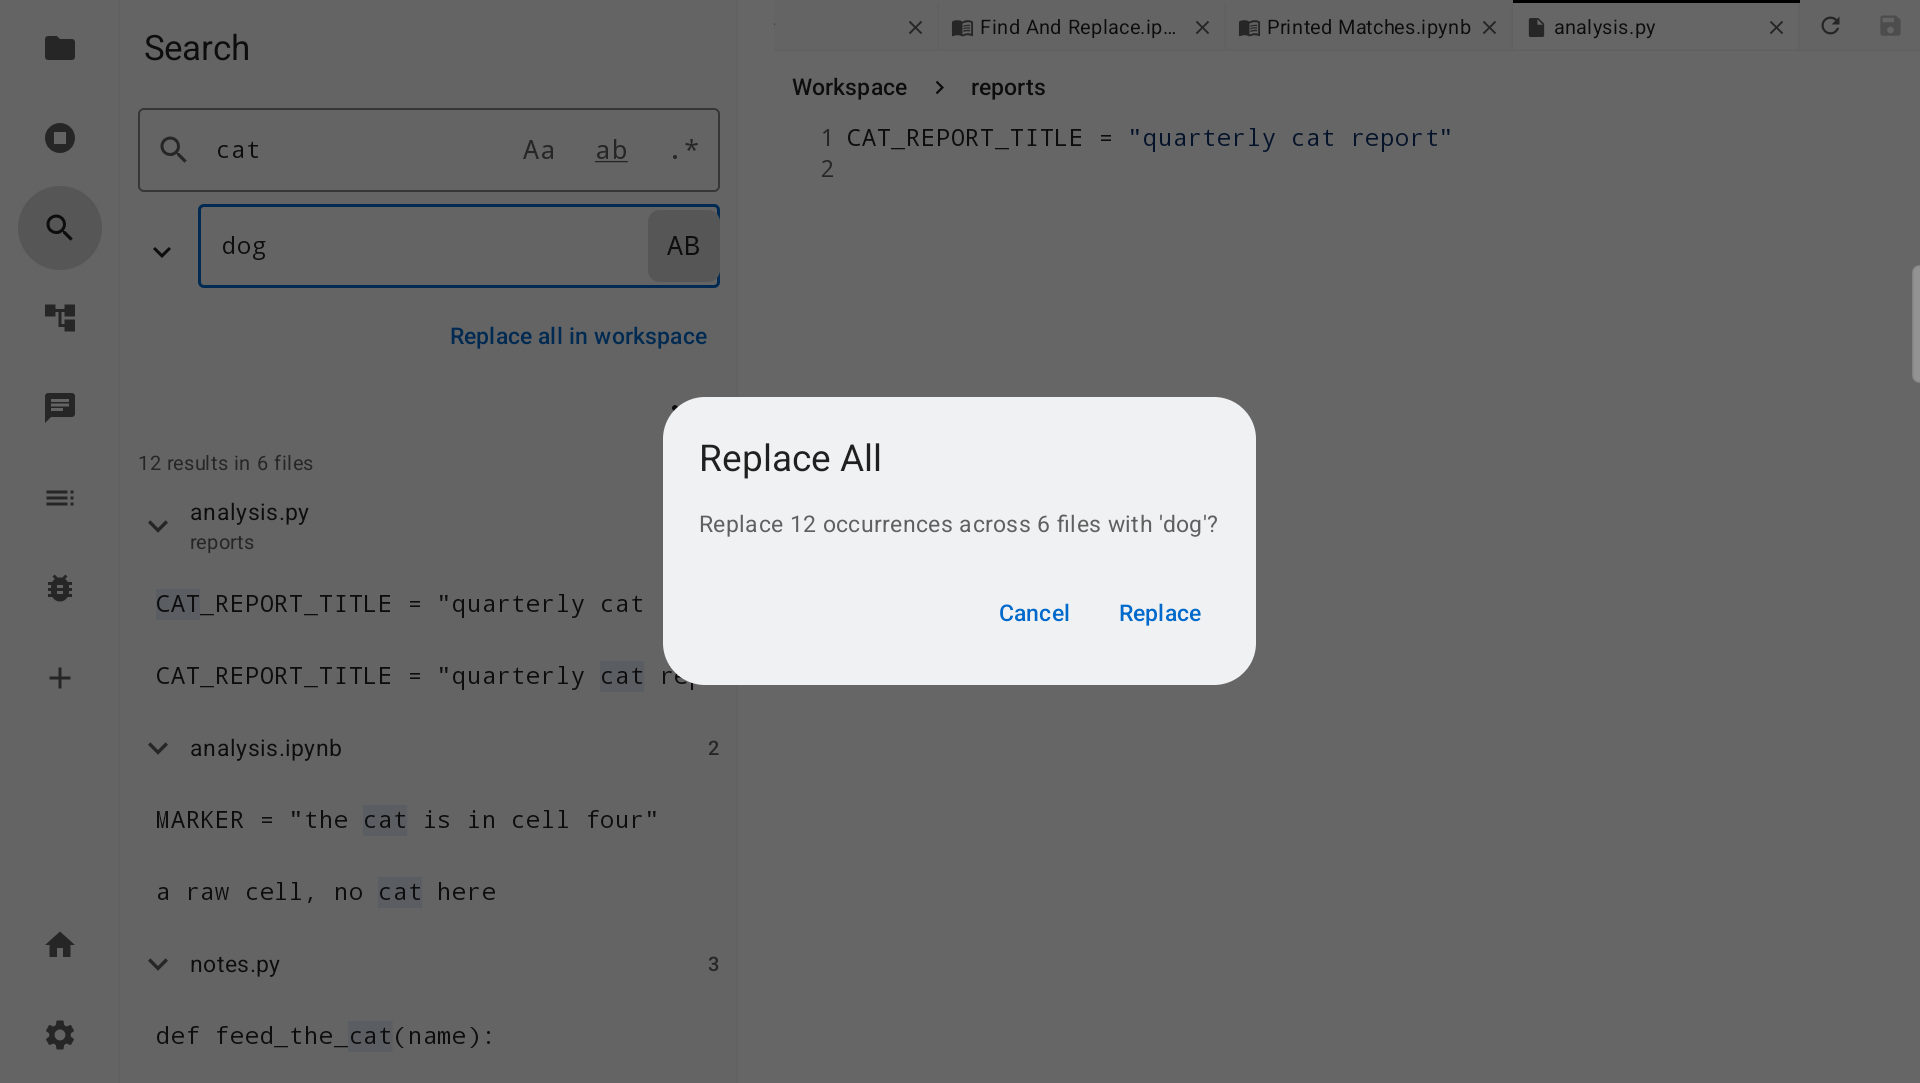 Search
cat Aa ab .*
dog AB
Replace all in workspace
12 results in 6 files
analysis.py
reports
CAT_REPORT_TITLE = "quarterly cat
CAT_REPORT_TITLE = "quarterly cat rep
analysis.ipynb 2
MARKER = "the cat is in cell four"
a raw cell, no cat here
notes.py 3
def feed_the_cat(name):
Find And Replace.ip... Printed Matches.ipynb analysis.py
Workspace > reports
1 CAT_REPORT_TITLE = "quarterly cat report"
2
Replace All
Replace 12 occurrences across 6 files with 'dog'?
Cancel Replace